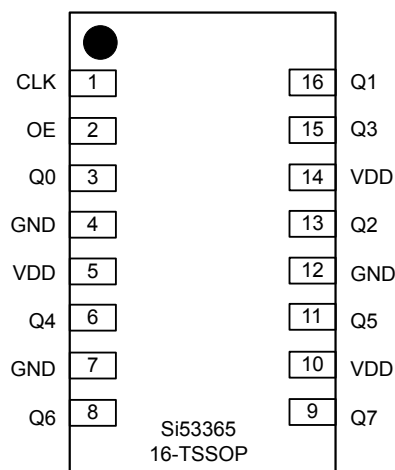 CLK 1 16 Q1
OE 2 15 Q3
Q0 3 14 VDD
GND 4 13 Q2
VDD 5 12 GND
Q4 6 11 Q5
GND 7 10 VDD
Q6 8 9 Q7
Si53365
16-TSSOP